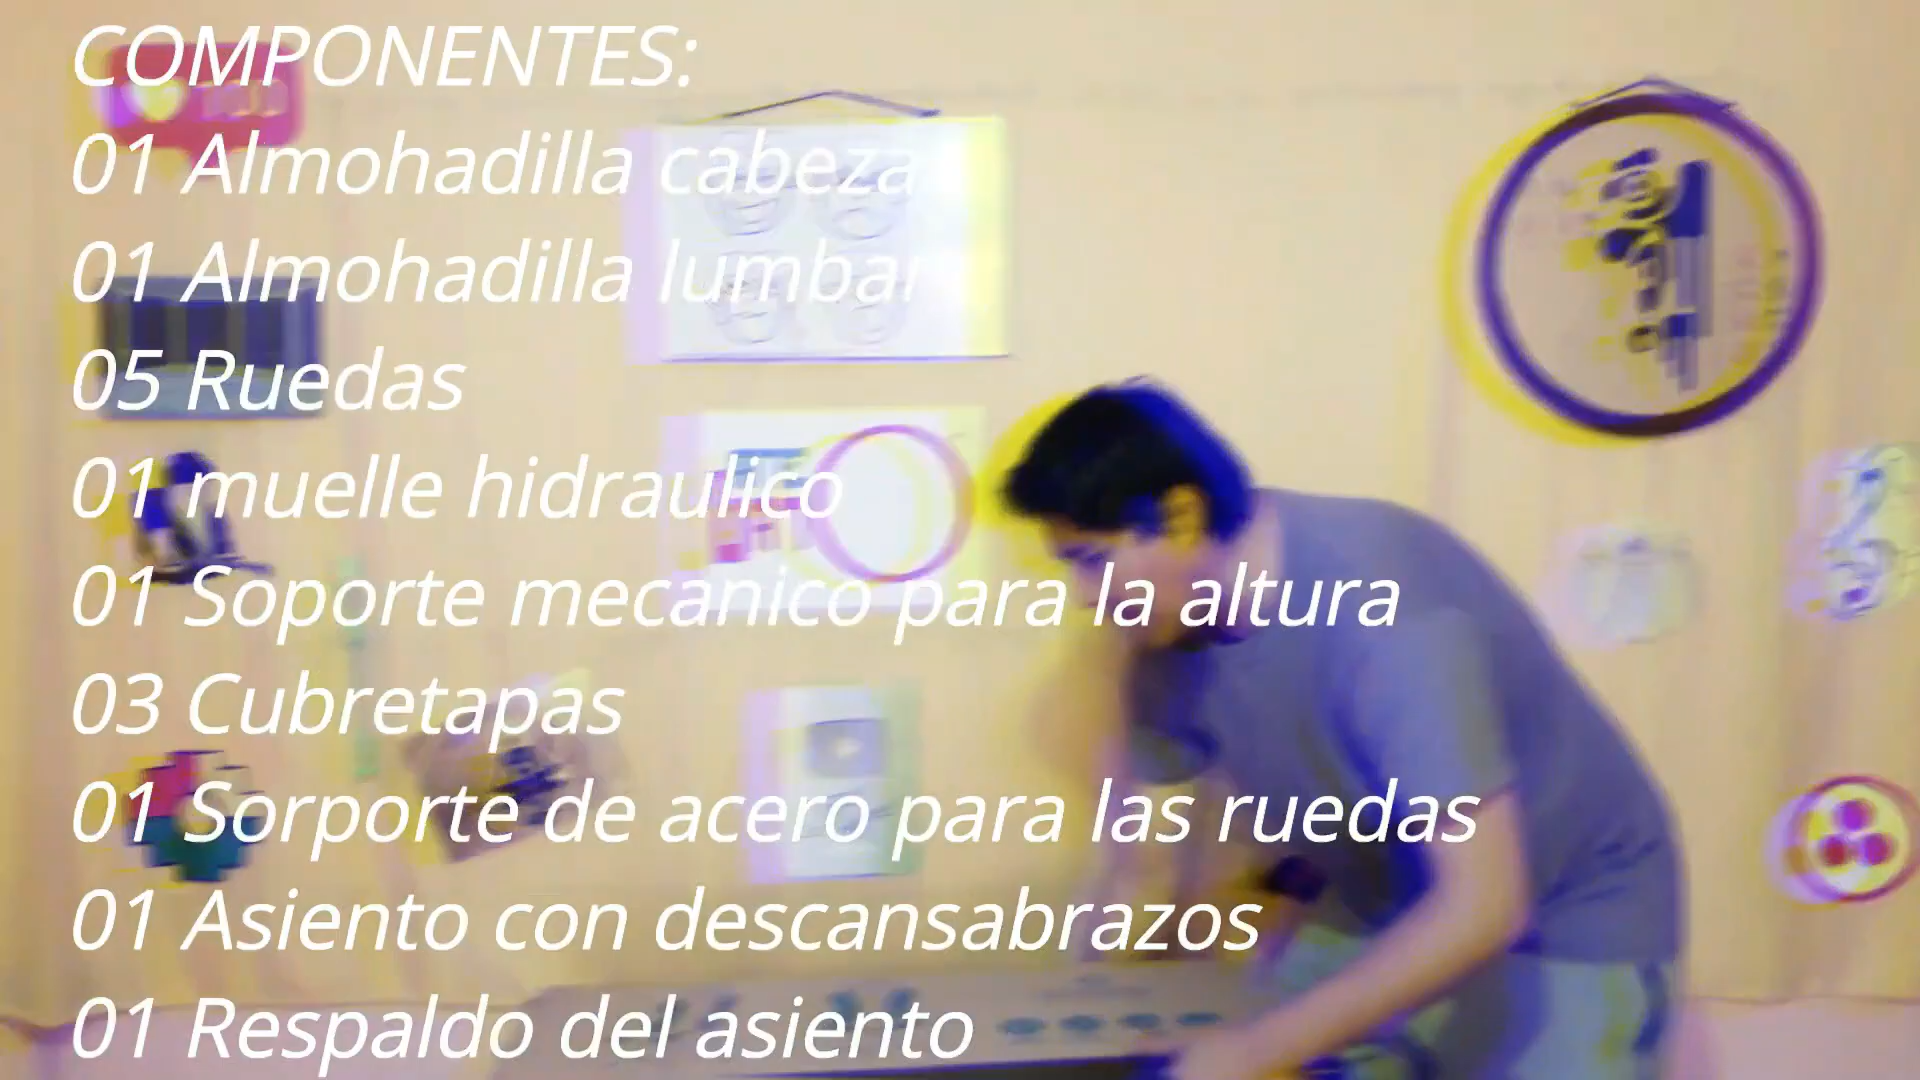 COMPONENTES:
01 Almohadilla cabeza
01 Almohadilla lumbar
05 Ruedas
01 muelle hidraulico
01 Soporte mecanico para la altura
03 Cubretapas
01 Sorporte de acero para las ruedas
01 Asiento con descansabrazos
01 Respaldo del asiento